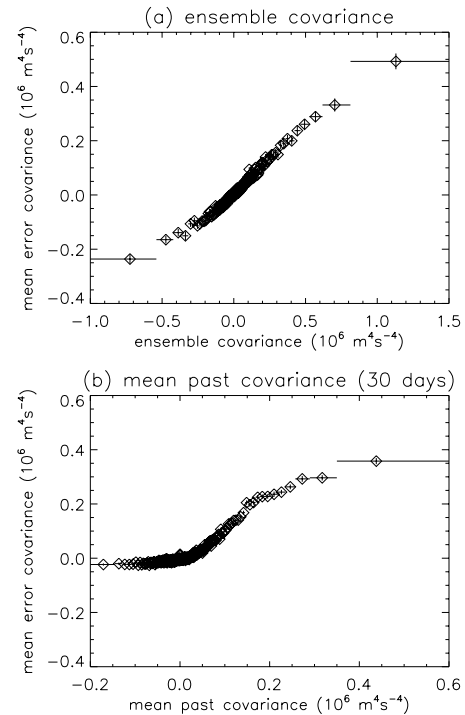 (a) ensemble covariance
0.6
0.4
0.2
0.0
-0.2
-0.4
mean error covariance (10⁶ m⁴s⁻⁴)
-1.0 -0.5 0.0 0.5 1.0 1.5
ensemble covariance (10⁶ m⁴s⁻⁴)
(b) mean past covariance (30 days)
0.6
0.4
0.2
0.0
-0.2
-0.4
mean error covariance (10⁶ m⁴s⁻⁴)
-0.2 0.0 0.2 0.4 0.6
mean past covariance (10⁶ m⁴s⁻⁴)